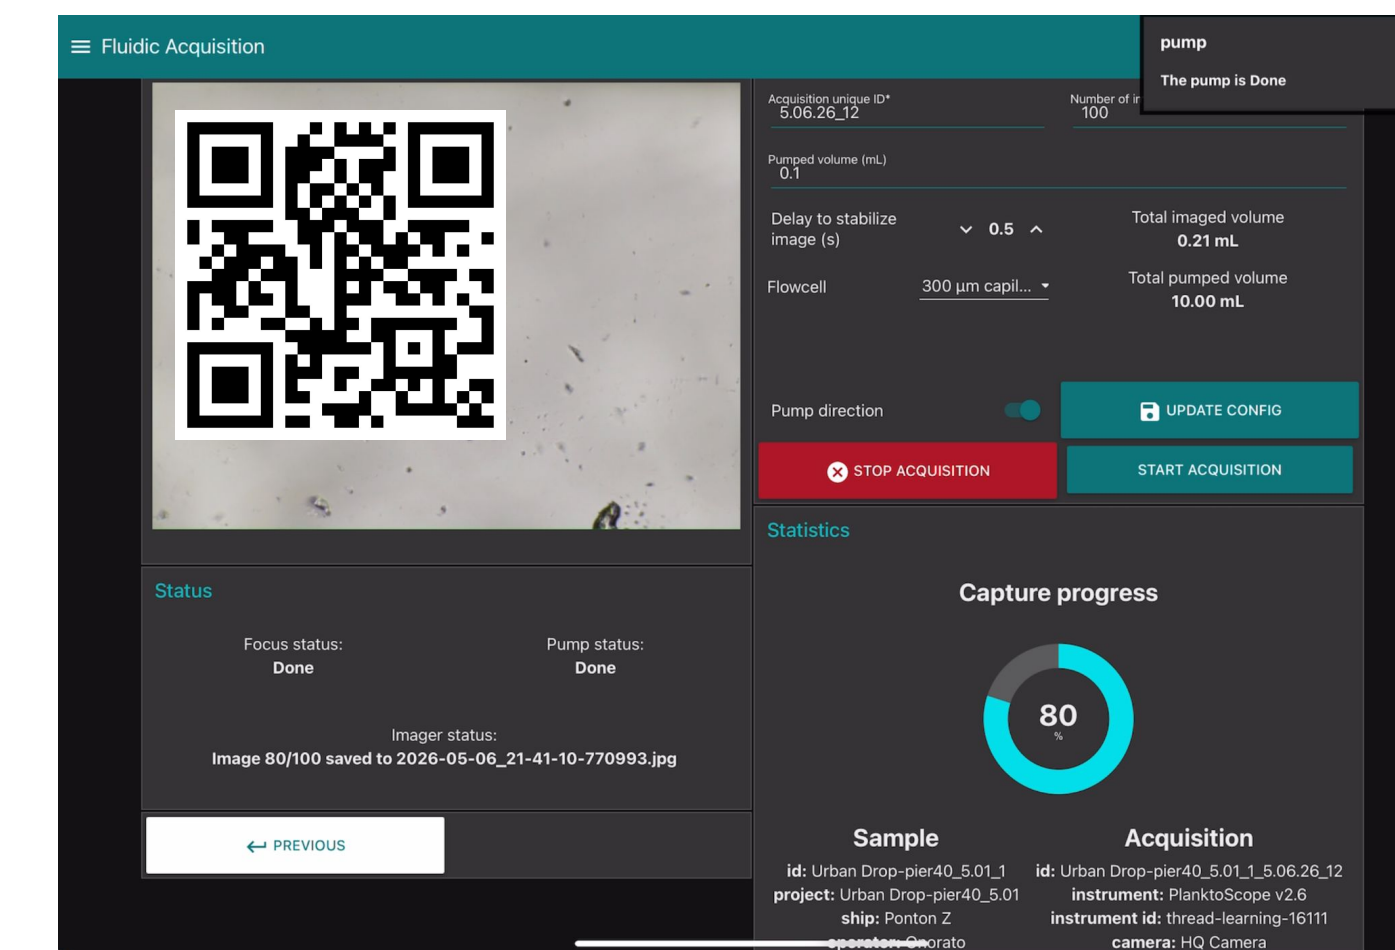 Fluidic Acquisition
pump
The pump is Done
Acquisition unique ID*
5.06.26_12
Number of i
100
Pumped volume (mL)
0.1
Delay to stabilize
image (s)
0.5
Total imaged volume
0.21 mL
Flowcell
300 µm capil...
Total pumped volume
10.00 mL
Pump direction
UPDATE CONFIG
STOP ACQUISITION
START ACQUISITION
Statistics
Capture progress
80
%
Status
Focus status:
Done
Pump status:
Done
Imager status:
Image 80/100 saved to 2026-05-06_21-41-10-770993.jpg
PREVIOUS
Sample
id: Urban Drop-pier40_5.01_1
project: Urban Drop-pier40_5.01
ship: Ponton Z
operator: Onorato
Acquisition
id: Urban Drop-pier40_5.01_1_5.06.26_12
instrument: PlanktoScope v2.6
instrument id: thread-learning-16111
camera: HQ Camera